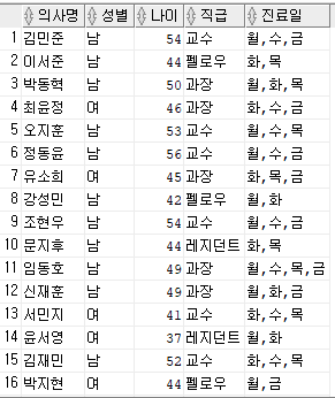 의사명 성별 나이 직급 진료일
1 김민준 남 54 교수 월,수,금
2 이서준 남 44 펠로우 화,목
3 박동혁 남 50 과장 월,화,목
4 최윤정 여 46 과장 화,수,금
5 오지훈 남 53 교수 월,수,목
6 정동윤 남 56 교수 월,수,금
7 유소희 여 45 과장 화,목,금
8 강성민 남 42 펠로우 월,화
9 조현우 남 54 교수 월,수,금
10 문지후 남 44 레지던트 화,목
11 임동호 남 49 과장 월,수,목,금
12 신재훈 남 49 과장 월,화,금
13 서민지 여 41 교수 화,수,목
14 윤서영 여 37 레지던트 월,화
15 김재민 남 52 교수 화,수,목
16 박지현 여 44 펠로우 월,금